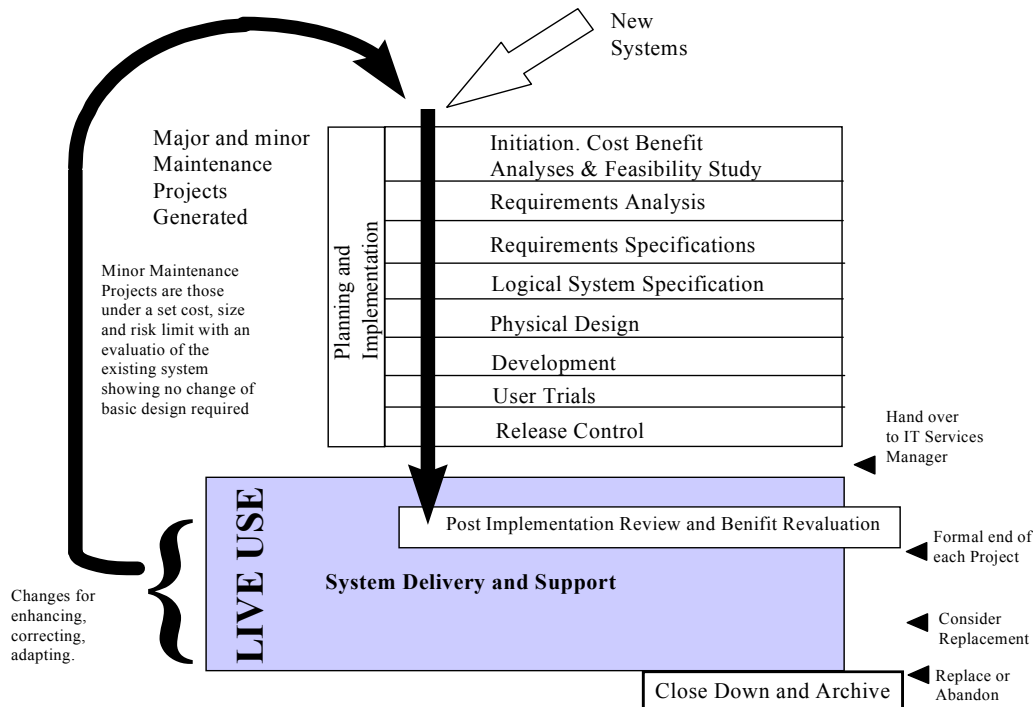 New
Systems
Major and minor
Maintenance
Projects
Generated
Minor Maintenance
Projects are those
under a set cost, size
and risk limit with an
evaluatio of the
existing system
showing no change of
basic design required
Planning and
Implementation
Initiation. Cost Benefit
Analyses & Feasibility Study
Requirements Analysis
Requirements Specifications
Logical System Specification
Physical Design
Development
User Trials
Release Control
Hand over
to IT Services
Manager
LIVE USE
Post Implementation Review and Benifit Revaluation
System Delivery and Support
Formal end of
each Project
Changes for
enhancing,
correcting,
adapting.
Consider
Replacement
Replace or
Abandon
Close Down and Archive